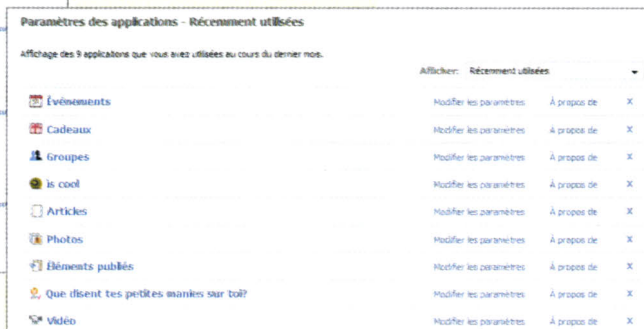 Paramètres des applications - Récemment utilisées
Affichage des 9 applications que vous avez utilisées au cours du dernier mois.
Afficher: Récemment utilisées
Événements Modifier les paramètres À propos de X
Cadeaux Modifier les paramètres À propos de X
Groupes Modifier les paramètres À propos de X
is cool Modifier les paramètres À propos de X
Articles Modifier les paramètres À propos de X
Photos Modifier les paramètres À propos de X
Éléments publiés Modifier les paramètres À propos de X
Que disent tes petites manies sur toi? Modifier les paramètres À propos de X
Vidéo Modifier les paramètres À propos de X